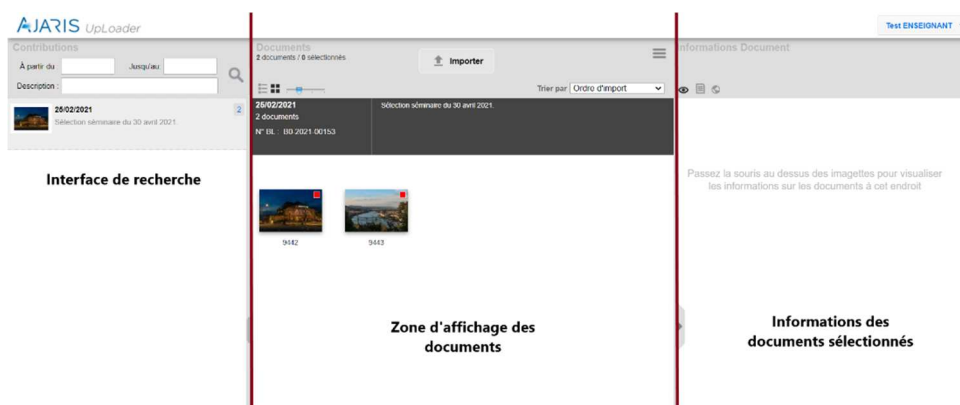 AJARIS UpLoader
Test ENSEIGNANT
Contributions
À partir du
Jusqu'au
Description :
25/02/2021
2
Sélection séminaire du 30 avril 2021.
Interface de recherche
Documents
2 documents / 0 sélectionnés
Importer
Trier par Ordre d'import
25/02/2021
Sélection séminaire du 30 avril 2021.
2 documents
N° BL : B0 2021-00153
9442
9443
Zone d'affichage des
documents
Informations Document
Passez la souris au dessus des imagettes pour visualiser
les informations sur les documents à cet endroit
Informations des
documents sélectionnés